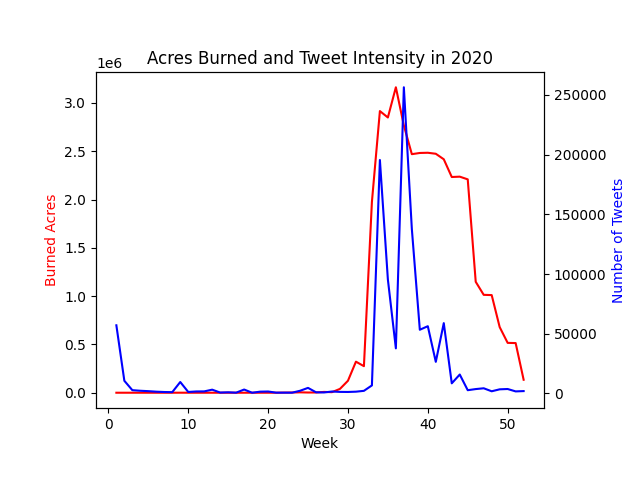 Acres Burned and Tweet Intensity in 2020
1e6
3.0
2.5
2.0
1.5
1.0
0.5
0.0
Burned Acres
250000
200000
150000
100000
50000
0
Number of Tweets
0 10 20 30 40 50
Week